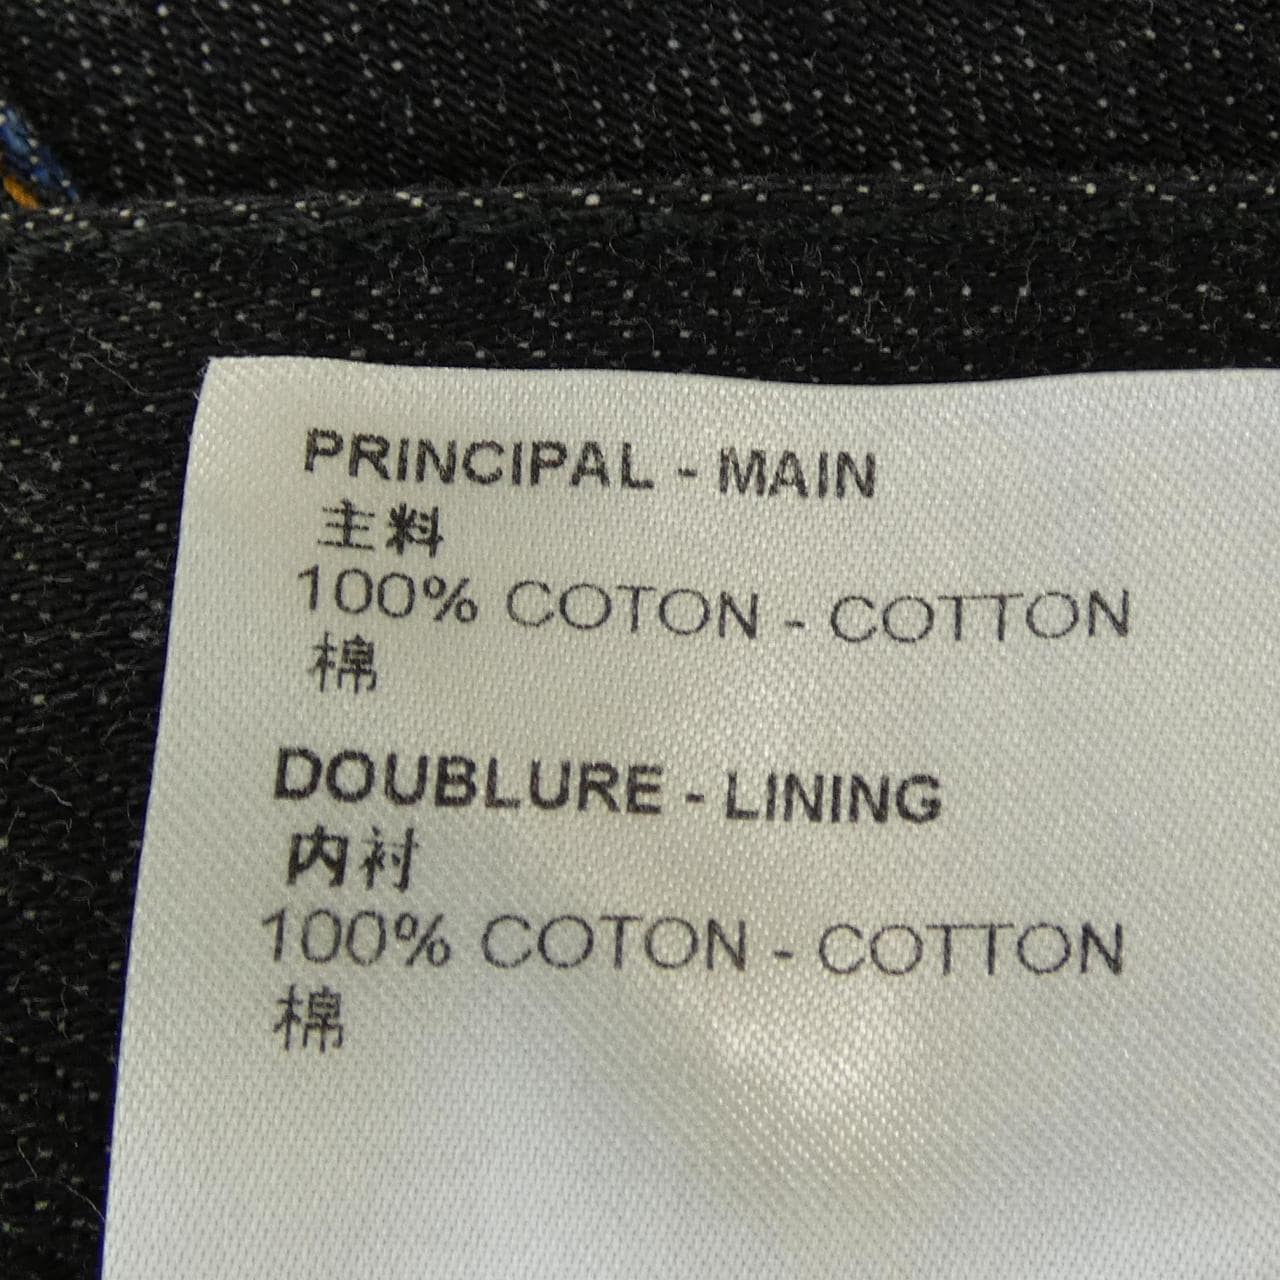 PRINCIPAL - MAIN
主料
100% COTON - COTTON
棉
DOUBLURE - LINING
内衬
100% COTON - COTTON
棉